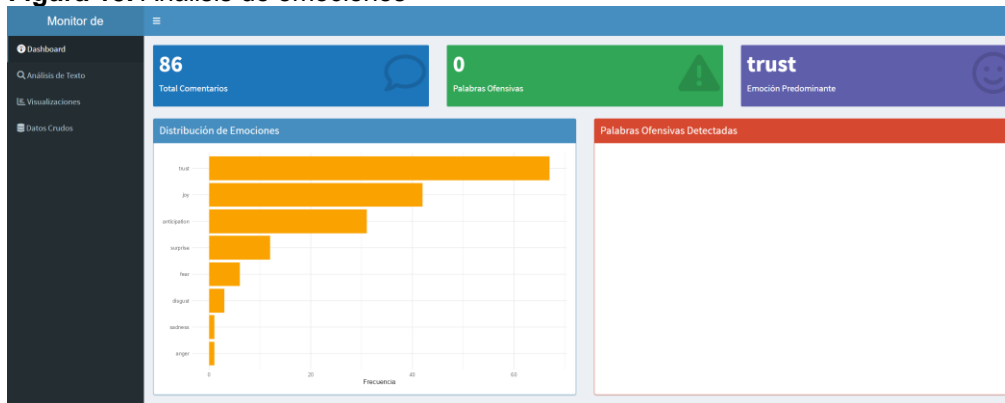 Figura 10. Análisis de emociones
Monitor de
Dashboard
Análisis de Texto
Visualizaciones
Datos Crudos
86
Total Comentarios
0
Palabras Ofensivas
trust
Emoción Predominante
Distribución de Emociones
trust
joy
anticipation
surprise
fear
disgust
sadness
anger
0
20
40
60
Frecuencia
Palabras Ofensivas Detectadas